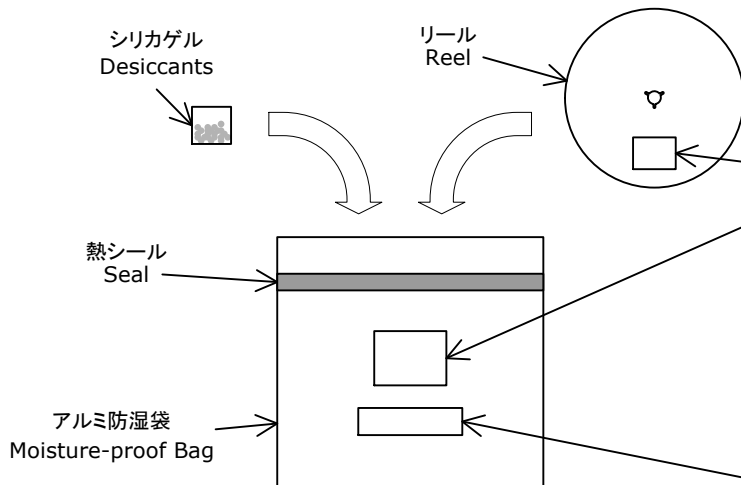 シリカゲル
Desiccants
リール
Reel
熱シール
Seal
アルミ防湿袋
Moisture-proof Bag